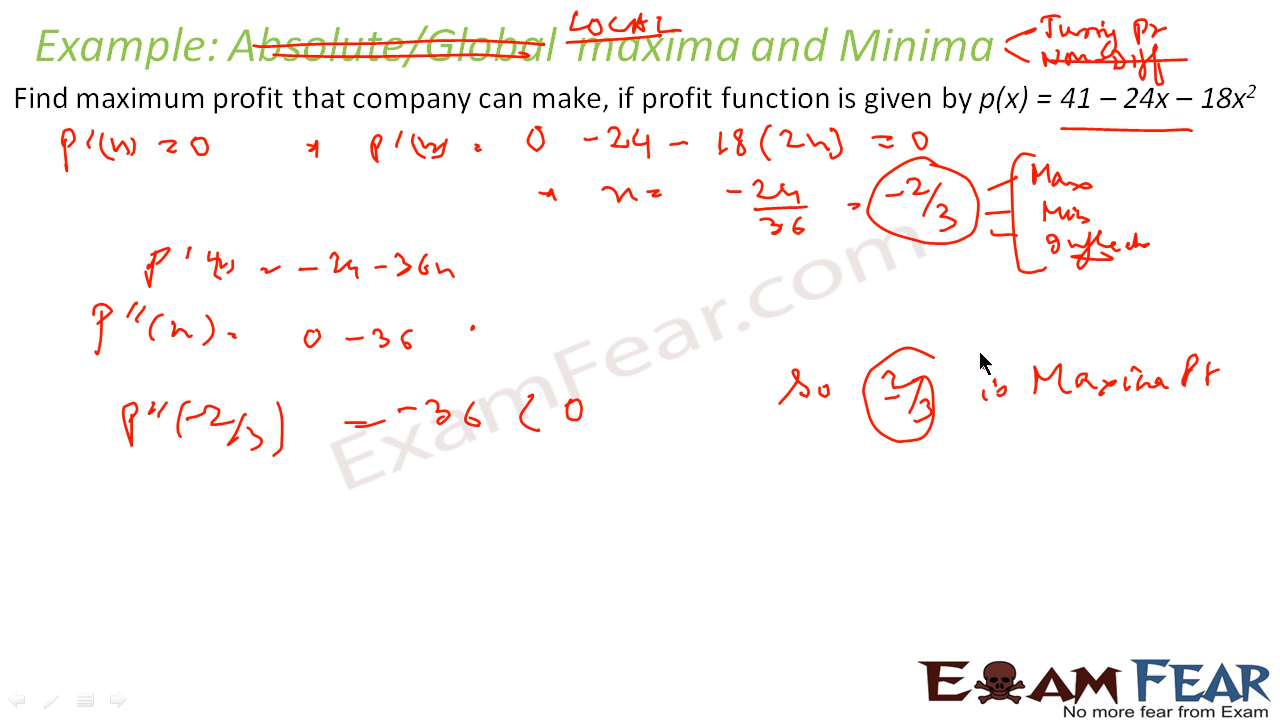 LOCAL
Example: Absolute/Global maxima and Minima
Turning Pt
Non Diff
Find maximum profit that company can make, if profit function is given by p(x) = 41 – 24x – 18x²
P'(x) = 0 P'(x) = 0 - 24 - 18(2x) = 0
x = -24/36 = -2/3
Max
Min
Inflec
P'(x) = -24 - 36x
P''(x) = 0 - 36
So 2/3 is Maxima Pt
P''(-2/3) = -36 < 0
ExamFear.com
EXAM FEAR
No more fear from Exam